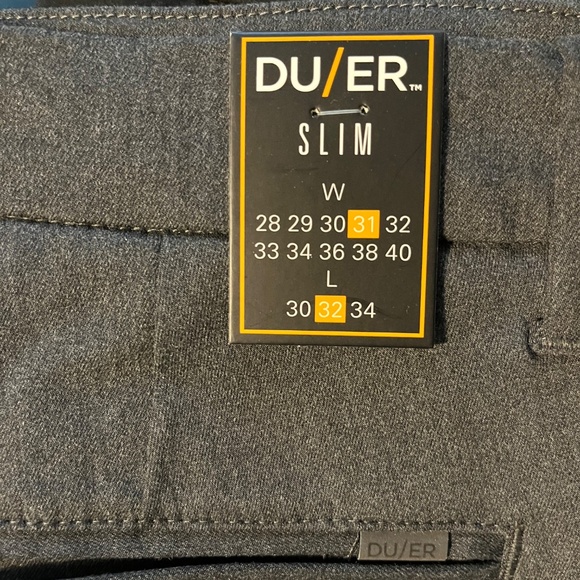 DU/ER™
SLIM
W
28 29 30 31 32
33 34 36 38 40
L
30 32 34
DU/ER